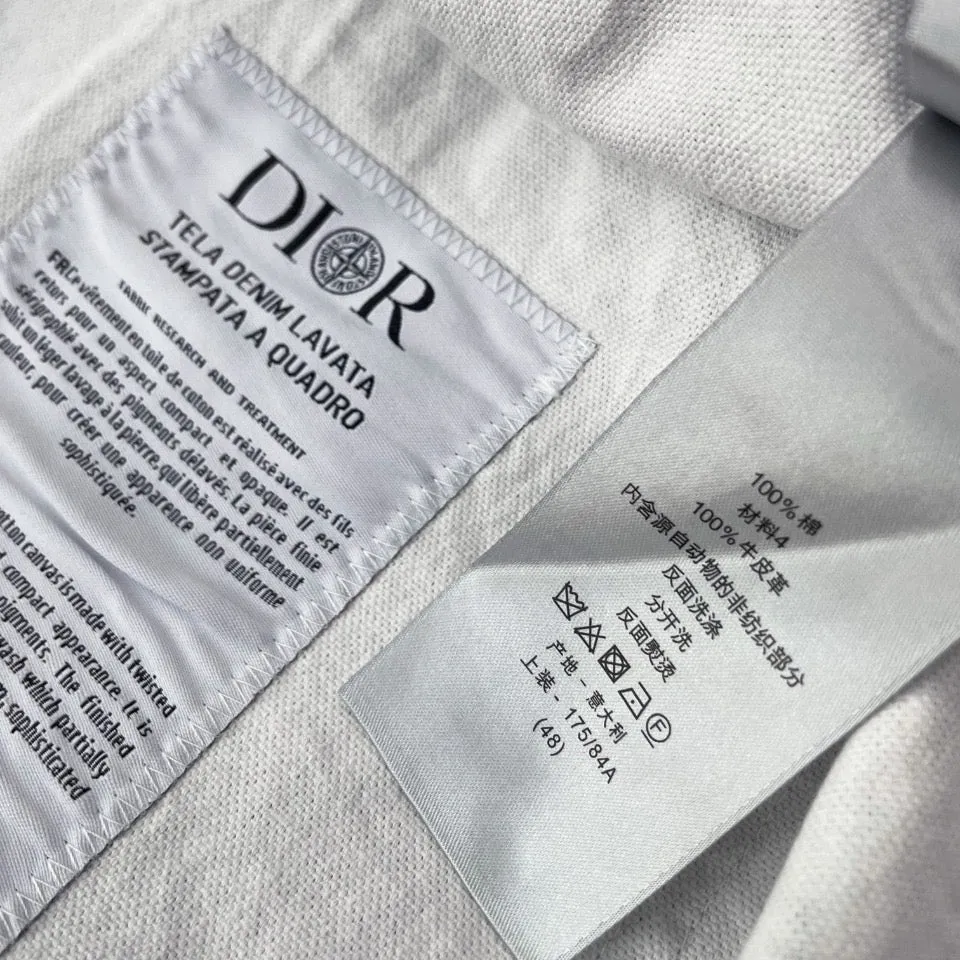 DIOR
TELA DENIM LAVATA
STAMPATA A QUADRO
TABRIC RESEARCH AND TREATMENT
FRCe vêtement en toile de coton est réalisé avec des fils
retors pour un aspect compact et opaque. Il est
sérigraphié avec des pigments délavés. La pièce finie
subit un léger lavage à la pierre, qui libère partiellement
couleur, pour créer une apparence non uniforme
sophistiquée.
cotton canvas is made with twisted
compact appearance. It is
pigments. The finished
wash which partially
sophisticated
100% 棉
材料4
100% 牛皮革
内含源自动物的非纺织部分
反面洗涤
分开洗
反面熨烫
F
产地 - 意大利
上装 - 175/84A
(48)